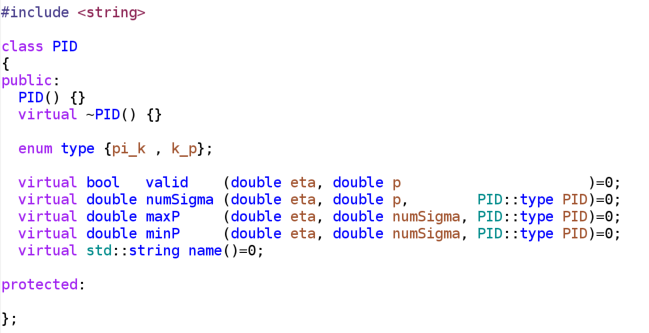 #include <string>
class PID
{
public:
  PID() {}
  virtual ~PID() {}
  enum type {pi_k , k_p};
  virtual bool   valid    (double eta, double p                      )=0;
  virtual double numSigma (double eta, double p,        PID::type PID)=0;
  virtual double maxP     (double eta, double numSigma, PID::type PID)=0;
  virtual double minP     (double eta, double numSigma, PID::type PID)=0;
  virtual std::string name()=0;
protected:
};